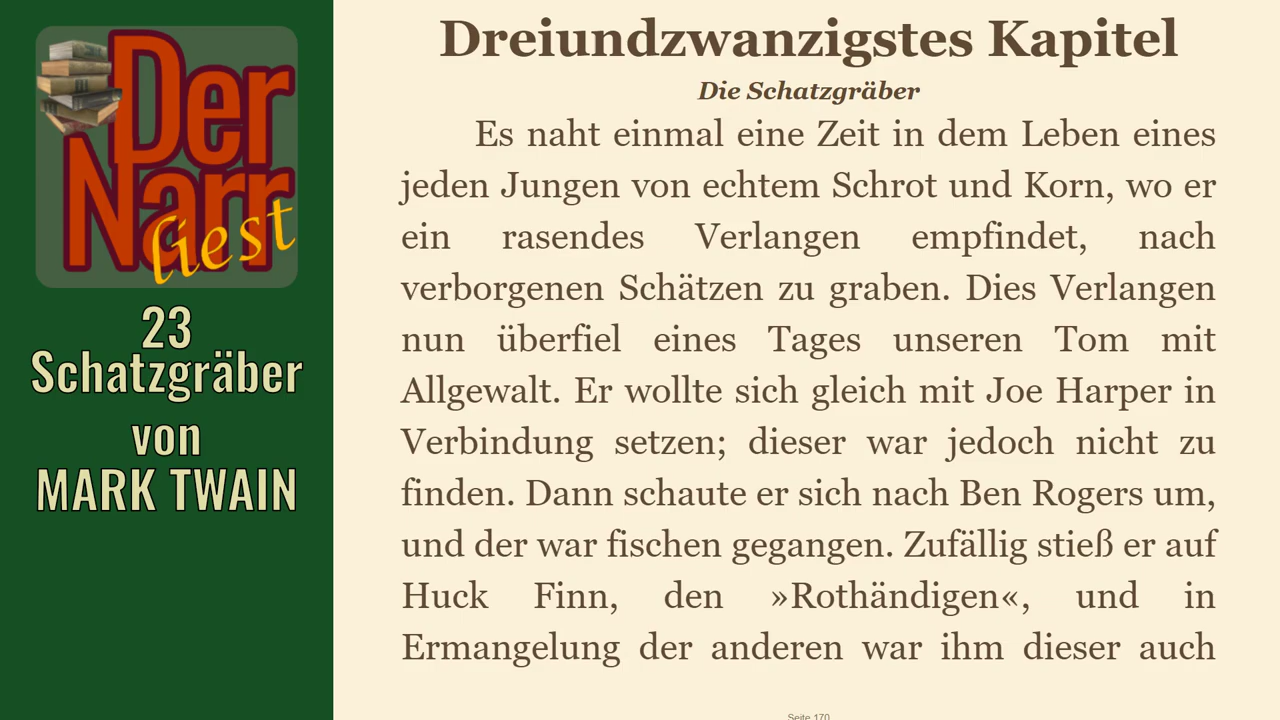 Der
Narr
liest
23
Schatzgräber
von
MARK TWAIN
Dreiundzwanzigstes Kapitel
Die Schatzgräber
Es naht einmal eine Zeit in dem Leben eines
jeden Jungen von echtem Schrot und Korn, wo er
ein rasendes Verlangen empfindet, nach
verborgenen Schätzen zu graben. Dies Verlangen
nun überfiel eines Tages unseren Tom mit
Allgewalt. Er wollte sich gleich mit Joe Harper in
Verbindung setzen; dieser war jedoch nicht zu
finden. Dann schaute er sich nach Ben Rogers um,
und der war fischen gegangen. Zufällig stieß er auf
Huck Finn, den »Rothändigen«, und in
Ermangelung der anderen war ihm dieser auch
Seite 170